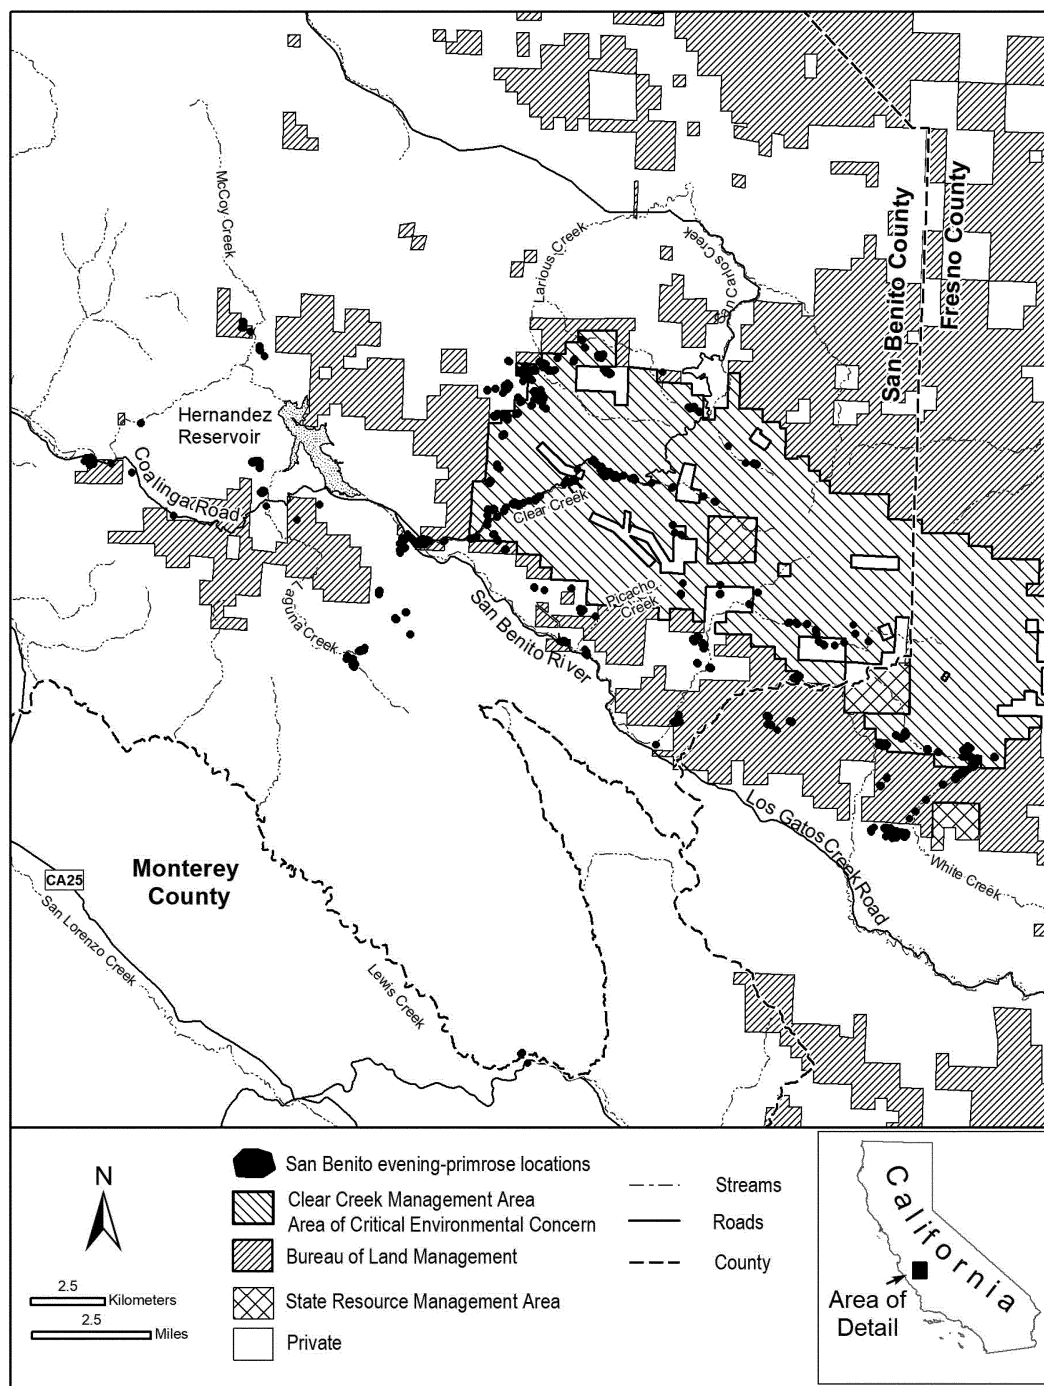 McCoy Creek
Larious Creek
San Carlos Creek
San Benito County
Fresno County
Hernandez
Reservoir
Coalinga Road
Clear Creek
Laguna Creek
San Benito River
Picacho
Creek
Los Gatos Creek Road
White Creek
Monterey
County
CA25
San Lorenzo Creek
Lewis Creek
N
2.5
Kilometers
2.5
Miles
San Benito evening-primrose locations
Clear Creek Management Area
Area of Critical Environmental Concern
Bureau of Land Management
State Resource Management Area
Private
Streams
Roads
County
California
Area of
Detail